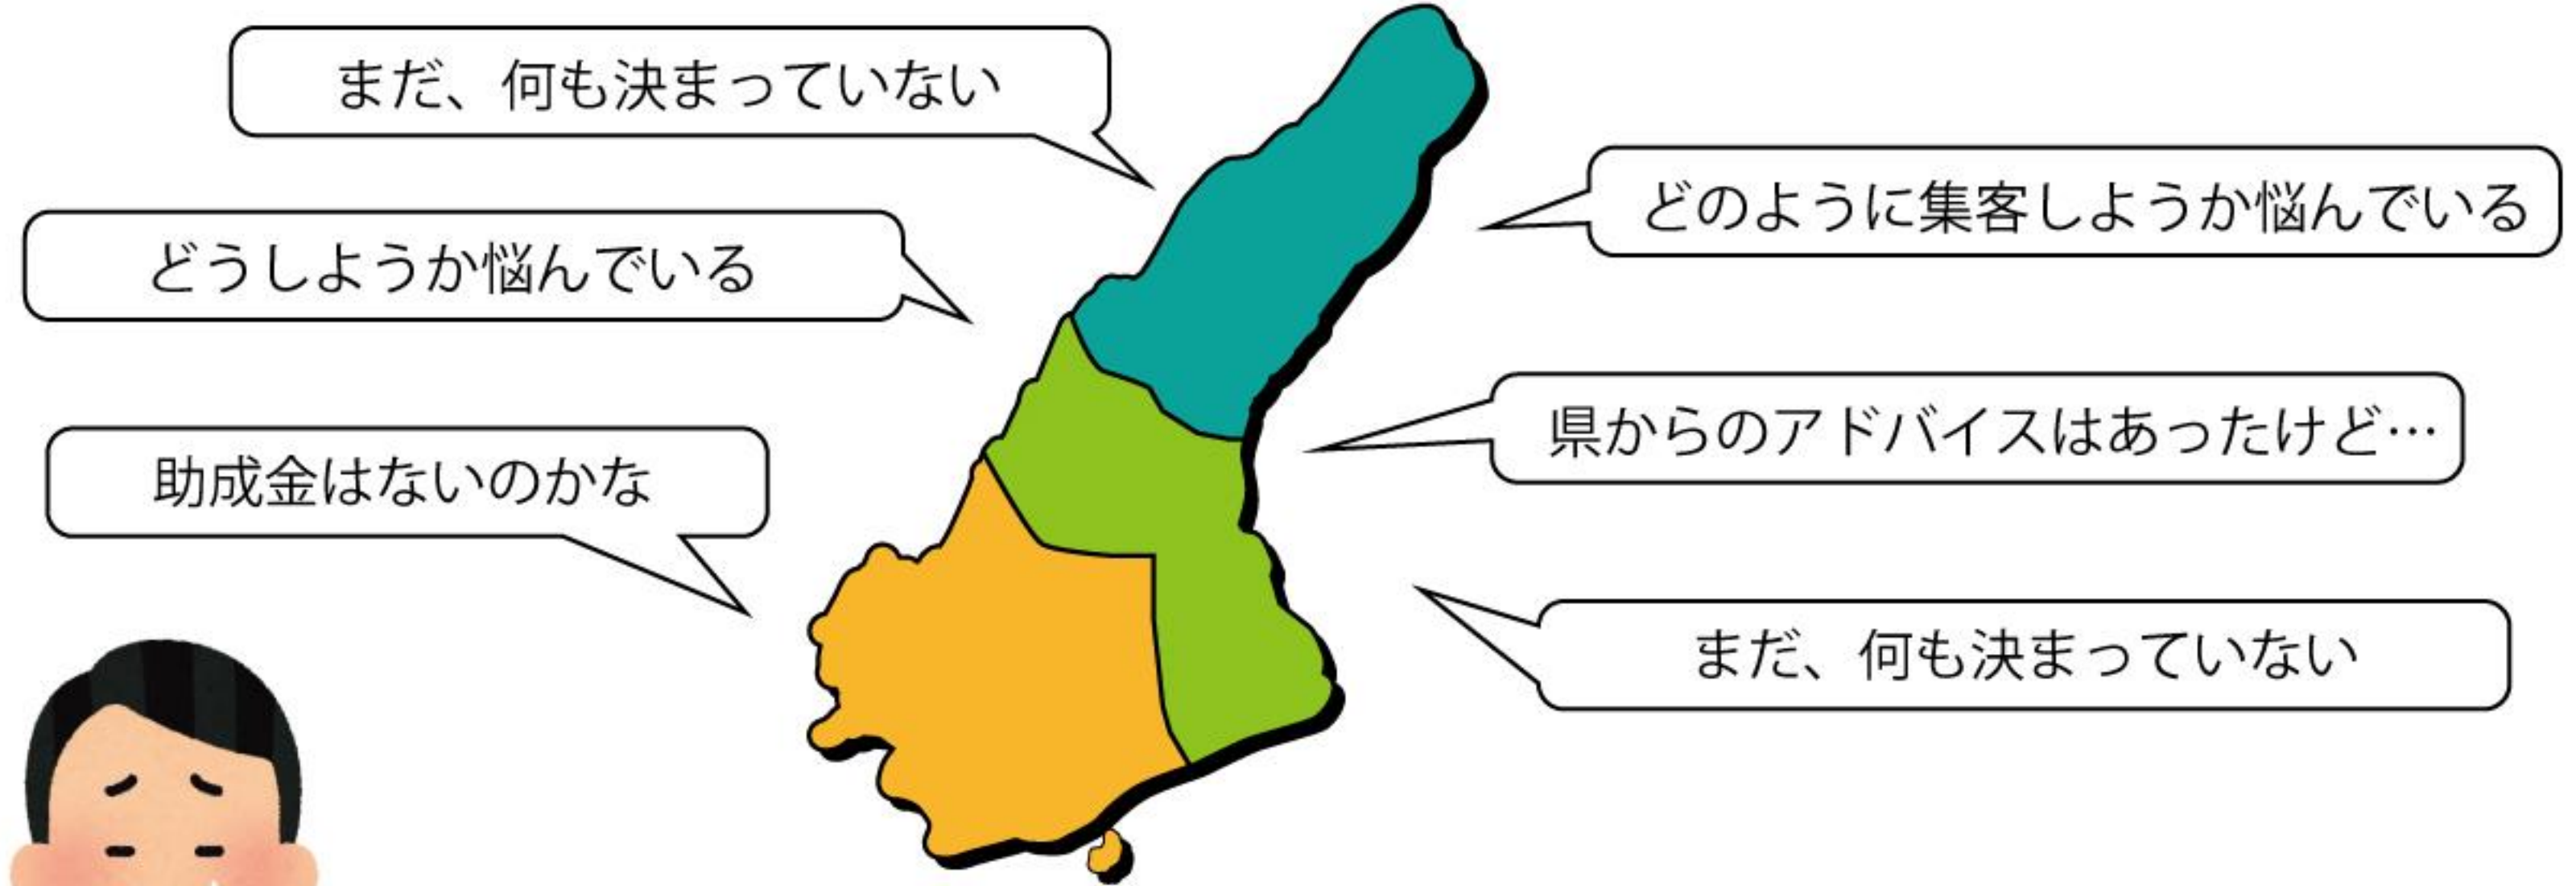 まだ、何も決まっていない
どのように集客しようか悩んでいる
どうしようか悩んでいる
県からのアドバイスはあったけど…
助成金はないのかな
まだ、何も決まっていない